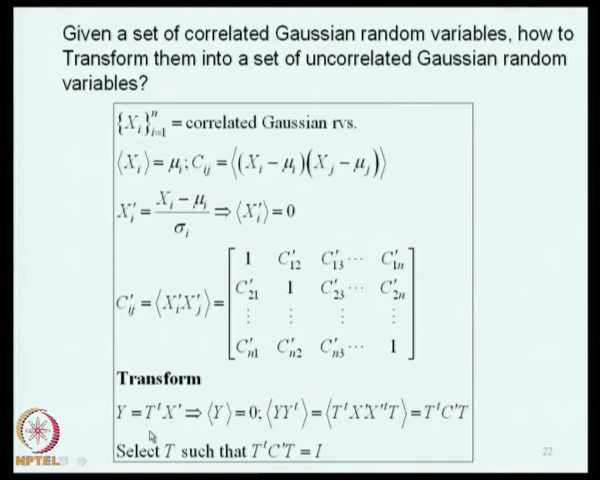 Given a set of correlated Gaussian random variables, how to
Transform them into a set of uncorrelated Gaussian random
variables?
{X_i}_{i=1}^n = correlated Gaussian rvs.
⟨X_i⟩ = μ_i; C_ij = ⟨(X_i − μ_i)(X_j − μ_j)⟩
X′_i = (X_i − μ_i)/σ_i ⇒ ⟨X′_i⟩ = 0
C′_ij = ⟨X′_i X′_j⟩ = [1 C′_12 C′_13 ⋯ C′_1n
C′_21 1 C′_23 ⋯ C′_2n
⋮ ⋮ ⋮ ⋮
C′_n1 C′_n2 C′_n3 ⋯ 1]
Transform
Y = T^t X′ ⇒ ⟨Y⟩ = 0; ⟨YY^t⟩ = ⟨T^t X′X′^t T⟩ = T^t C′T
Select T such that T^t C′T = I
NPTEL
22